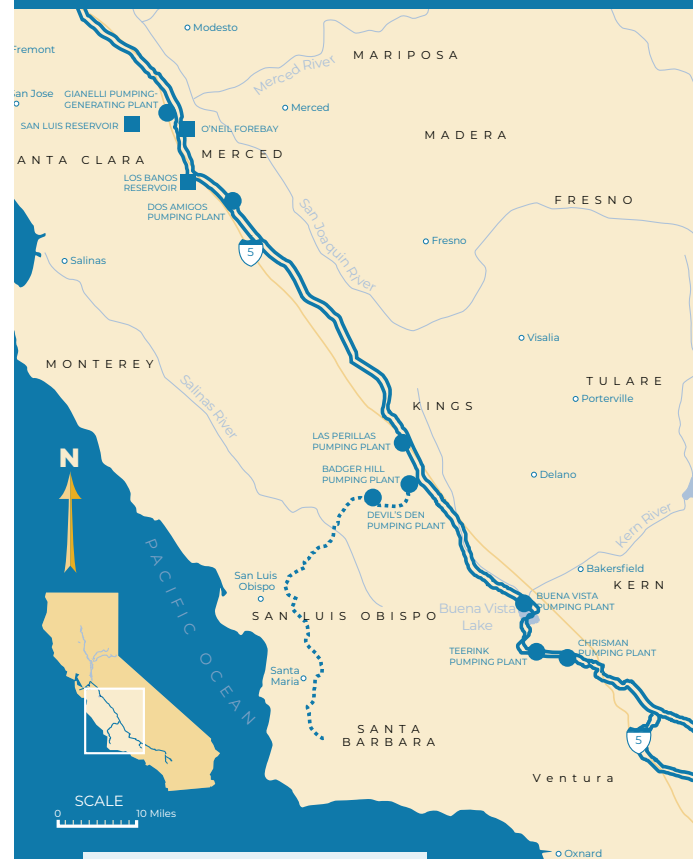 Modesto
Fremont
MARIPOSA
Merced River
San Jose
GIANELLI PUMPING-
GENERATING PLANT
Merced
SAN LUIS RESERVOIR
O'NEIL FOREBAY
MADERA
ANTA CLARA
MERCED
LOS BANOS
RESERVOIR
FRESNO
DOS AMIGOS
PUMPING PLANT
San Joaquin River
Fresno
5
Salinas
Visalia
MONTEREY
TULARE
Salinas River
Porterville
KINGS
LAS PERILLAS
PUMPING PLANT
N
BADGER HILL
PUMPING PLANT
Delano
DEVIL'S DEN
PUMPING PLANT
Kern River
PACIFIC OCEAN
San Luis
Obispo
Bakersfield
KERN
BUENA VISTA
PUMPING PLANT
SAN LUIS OBISPO
Buena Vista
Lake
CHRISMAN
PUMPING PLANT
TEERINK
PUMPING PLANT
Santa
Maria
SANTA
BARBARA
5
Ventura
SCALE
0 10 Miles
Oxnard